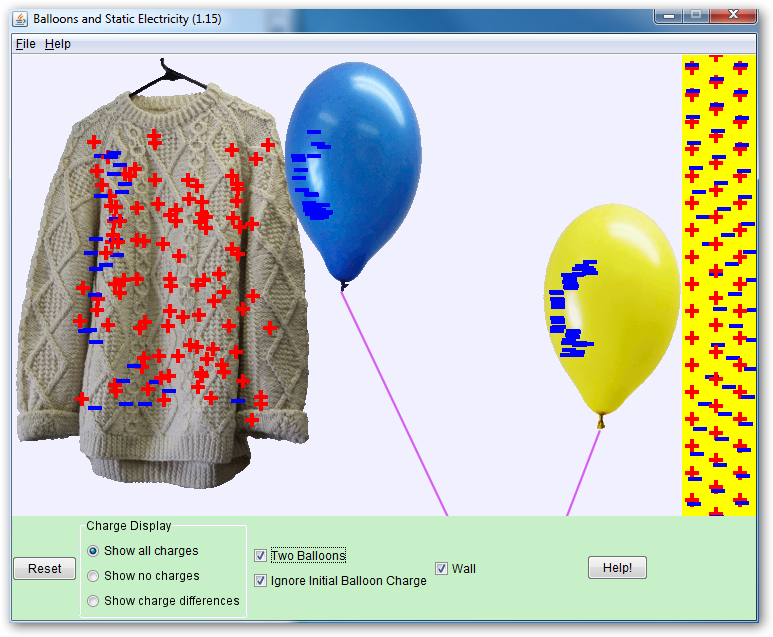 Balloons and Static Electricity (1.15)
File Help
Charge Display
Show all charges
Show no charges
Show charge differences
Reset
Two Balloons
Ignore Initial Balloon Charge
Wall
Help!